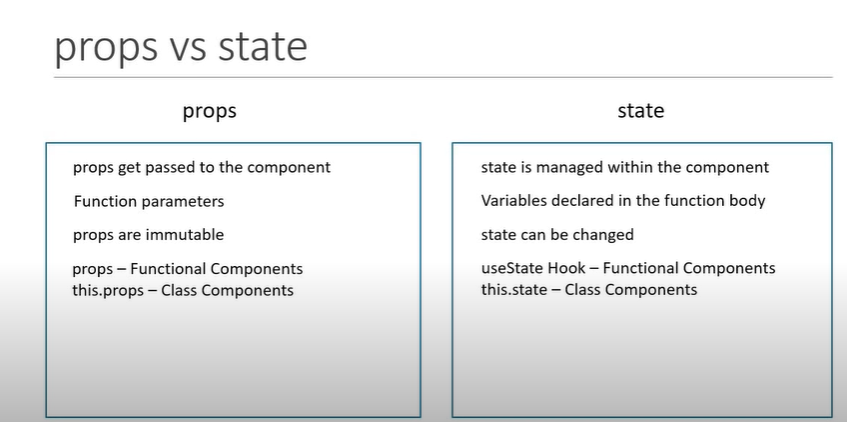 props vs state
props
props get passed to the component
Function parameters
props are immutable
props – Functional Components
this.props – Class Components
state
state is managed within the component
Variables declared in the function body
state can be changed
useState Hook – Functional Components
this.state – Class Components